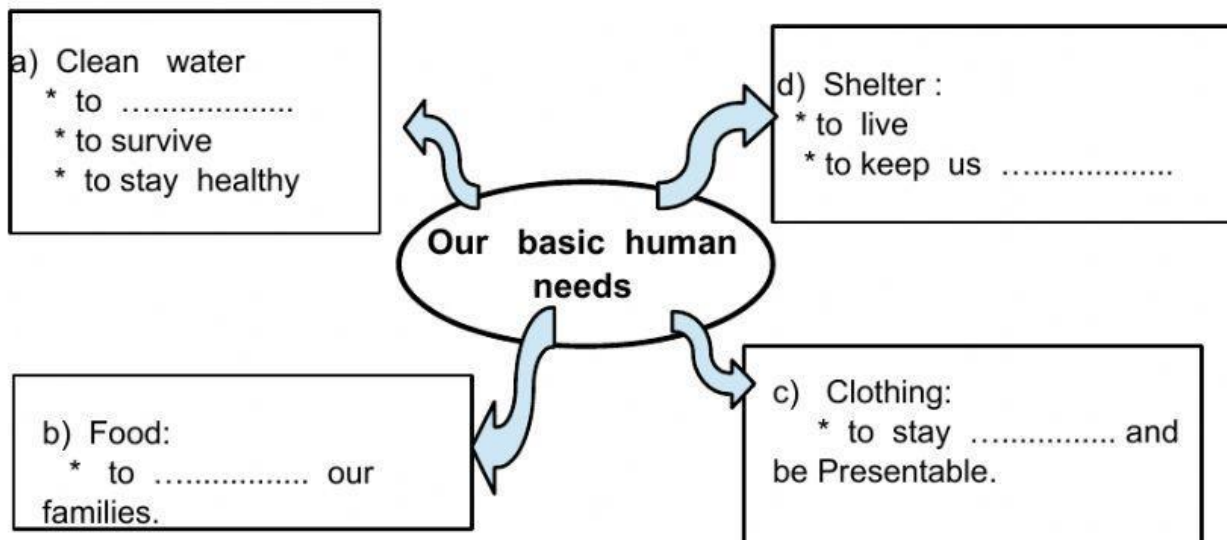 a) Clean water
* to ...................
* to survive
* to stay healthy
d) Shelter :
* to live
* to keep us ...................
Our basic human
needs
b) Food:
* to .................. our
families.
c) Clothing:
* to stay ................ and
be Presentable.